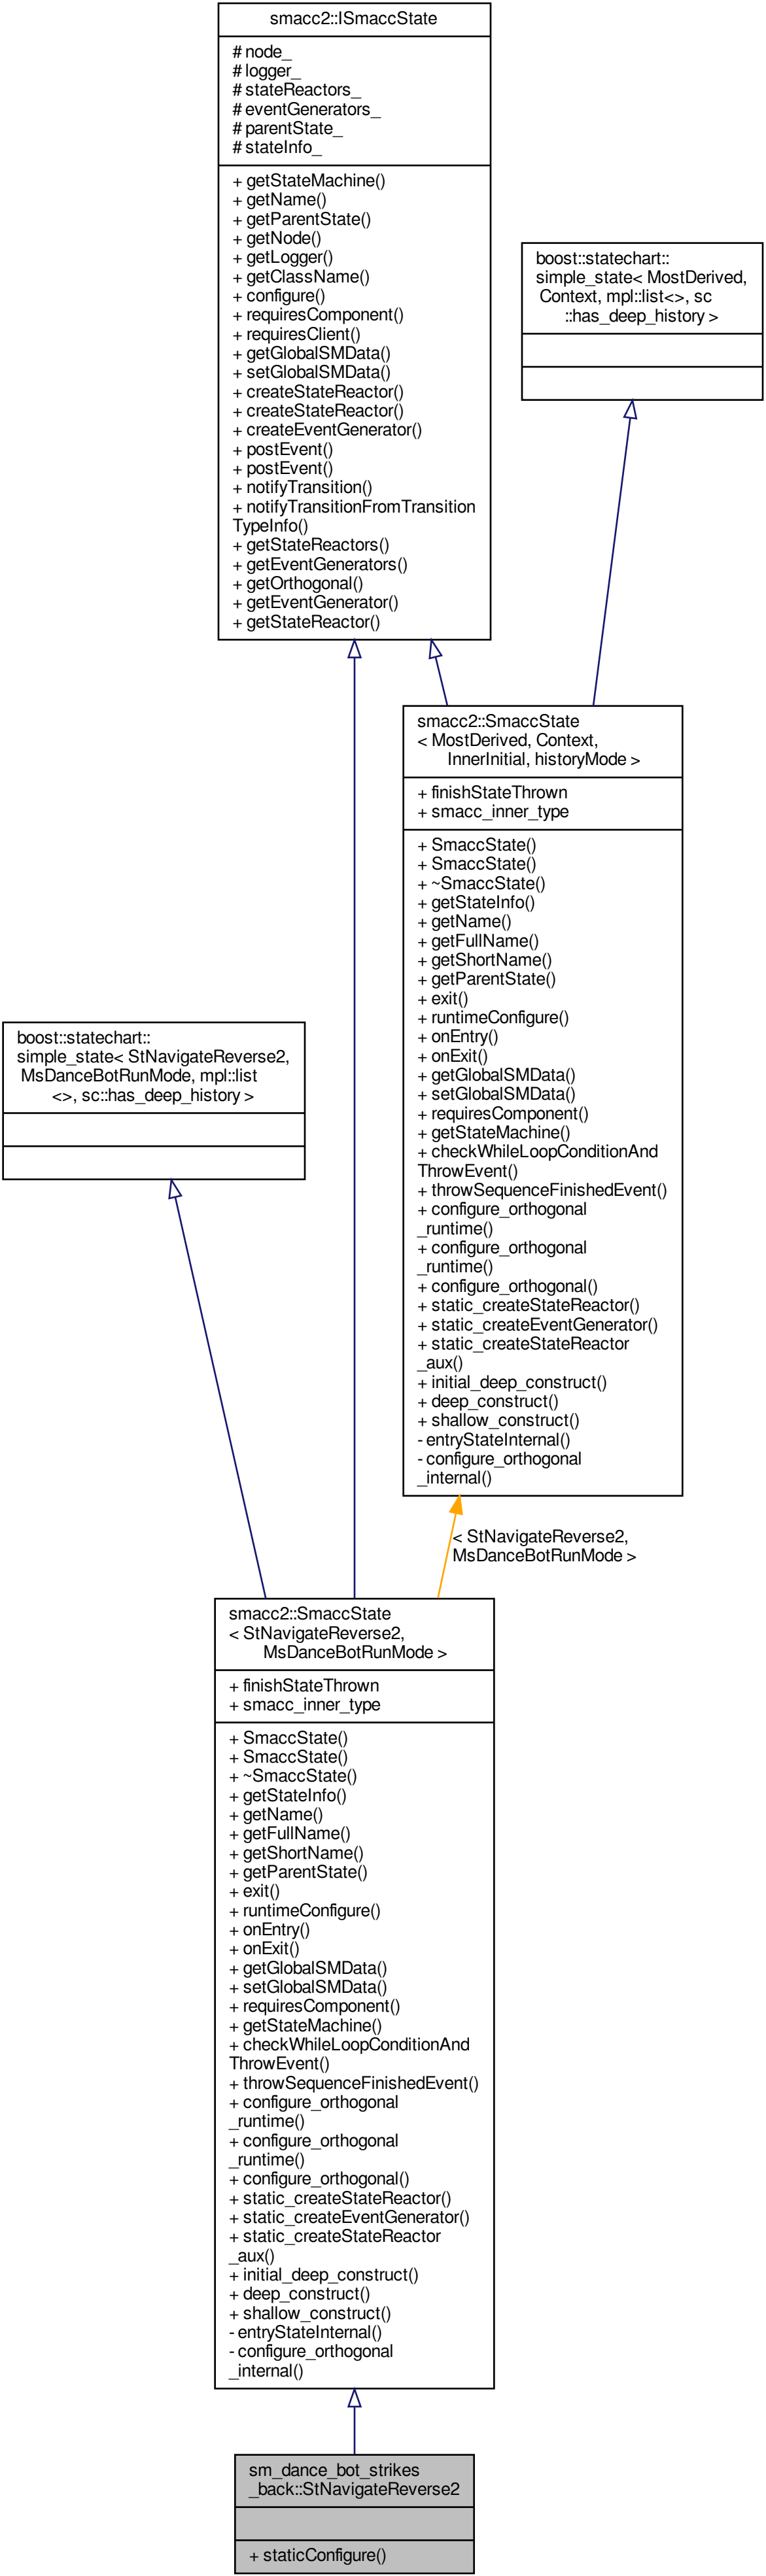 smacc2::ISmaccState
# node_
# logger_
# stateReactors_
# eventGenerators_
# parentState_
# stateInfo_
+ getStateMachine()
+ getName()
+ getParentState()
+ getNode()
+ getLogger()
+ getClassName()
+ configure()
+ requiresComponent()
+ requiresClient()
+ getGlobalSMData()
+ setGlobalSMData()
+ createStateReactor()
+ createStateReactor()
+ createEventGenerator()
+ postEvent()
+ postEvent()
+ notifyTransition()
+ notifyTransitionFromTransition
TypeInfo()
+ getStateReactors()
+ getEventGenerators()
+ getOrthogonal()
+ getEventGenerator()
+ getStateReactor()
boost::statechart::
simple_state< MostDerived,
Context, mpl::list<>, sc
::has_deep_history >
smacc2::SmaccState
< MostDerived, Context,
InnerInitial, historyMode >
+ finishStateThrown
+ smacc_inner_type
+ SmaccState()
+ SmaccState()
+ ~SmaccState()
+ getStateInfo()
+ getName()
+ getFullName()
+ getShortName()
+ getParentState()
+ exit()
+ runtimeConfigure()
+ onEntry()
+ onExit()
+ getGlobalSMData()
+ setGlobalSMData()
+ requiresComponent()
+ getStateMachine()
+ checkWhileLoopConditionAnd
ThrowEvent()
+ throwSequenceFinishedEvent()
+ configure_orthogonal
_runtime()
+ configure_orthogonal
_runtime()
+ configure_orthogonal()
+ static_createStateReactor()
+ static_createEventGenerator()
+ static_createStateReactor
_aux()
+ initial_deep_construct()
+ deep_construct()
+ shallow_construct()
- entryStateInternal()
- configure_orthogonal
_internal()
boost::statechart::
simple_state< StNavigateReverse2,
MsDanceBotRunMode, mpl::list
<>, sc::has_deep_history >
< StNavigateReverse2,
MsDanceBotRunMode >
smacc2::SmaccState
< StNavigateReverse2,
MsDanceBotRunMode >
+ finishStateThrown
+ smacc_inner_type
+ SmaccState()
+ SmaccState()
+ ~SmaccState()
+ getStateInfo()
+ getName()
+ getFullName()
+ getShortName()
+ getParentState()
+ exit()
+ runtimeConfigure()
+ onEntry()
+ onExit()
+ getGlobalSMData()
+ setGlobalSMData()
+ requiresComponent()
+ getStateMachine()
+ checkWhileLoopConditionAnd
ThrowEvent()
+ throwSequenceFinishedEvent()
+ configure_orthogonal
_runtime()
+ configure_orthogonal
_runtime()
+ configure_orthogonal()
+ static_createStateReactor()
+ static_createEventGenerator()
+ static_createStateReactor
_aux()
+ initial_deep_construct()
+ deep_construct()
+ shallow_construct()
- entryStateInternal()
- configure_orthogonal
_internal()
sm_dance_bot_strikes
_back::StNavigateReverse2
+ staticConfigure()